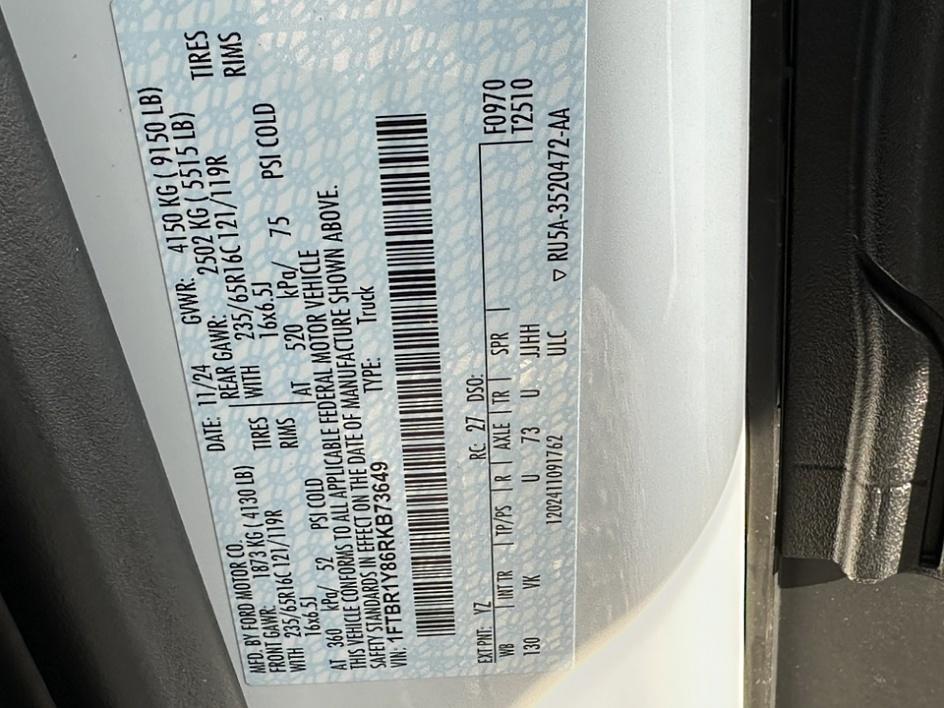 MFD. BY FORD MOTOR CO. DATE: 11/24 GVWR: 4150 KG ( 9150 LB)
FRONT GAWR: 1873 KG ( 4130 LB) REAR GAWR: 2502 KG ( 5515 LB)
WITH 235/65R16C 121/119R TIRES WITH 235/65R16C 121/119R TIRES
16x6.5J RIMS 16x6.5J RIMS
AT 360 kPa/ 52 PSI COLD AT 520 kPa/ 75 PSI COLD
THIS VEHICLE CONFORMS TO ALL APPLICABLE FEDERAL MOTOR VEHICLE
SAFETY STANDARDS IN EFFECT ON THE DATE OF MANUFACTURE SHOWN ABOVE.
VIN: 1FTBR1Y86RKB73649 TYPE: Truck
EXT PNT: YZ RC: 27 DSO: F0970
WB INT TR TP/PS R AXLE TR SPR T2510
130 VK U 73 U JJHH
1202411091762 ULC ▽ RU5A-3520472-AA